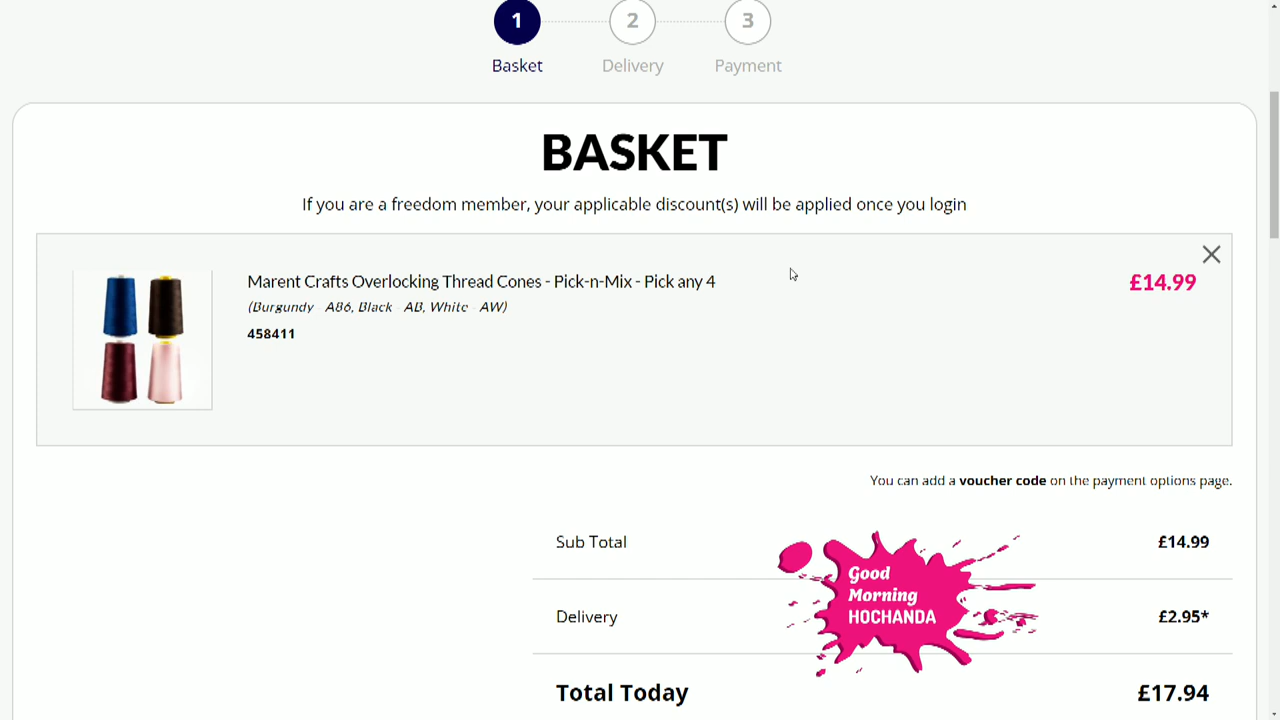 1 2 3
Basket Delivery Payment
BASKET
If you are a freedom member, your applicable discount(s) will be applied once you login
Marent Crafts Overlocking Thread Cones - Pick-n-Mix - Pick any 4 £14.99
(Burgundy - A86, Black - AB, White - AW)
458411
You can add a voucher code on the payment options page.
Sub Total £14.99
Good
Morning
HOCHANDA
Delivery £2.95*
Total Today £17.94